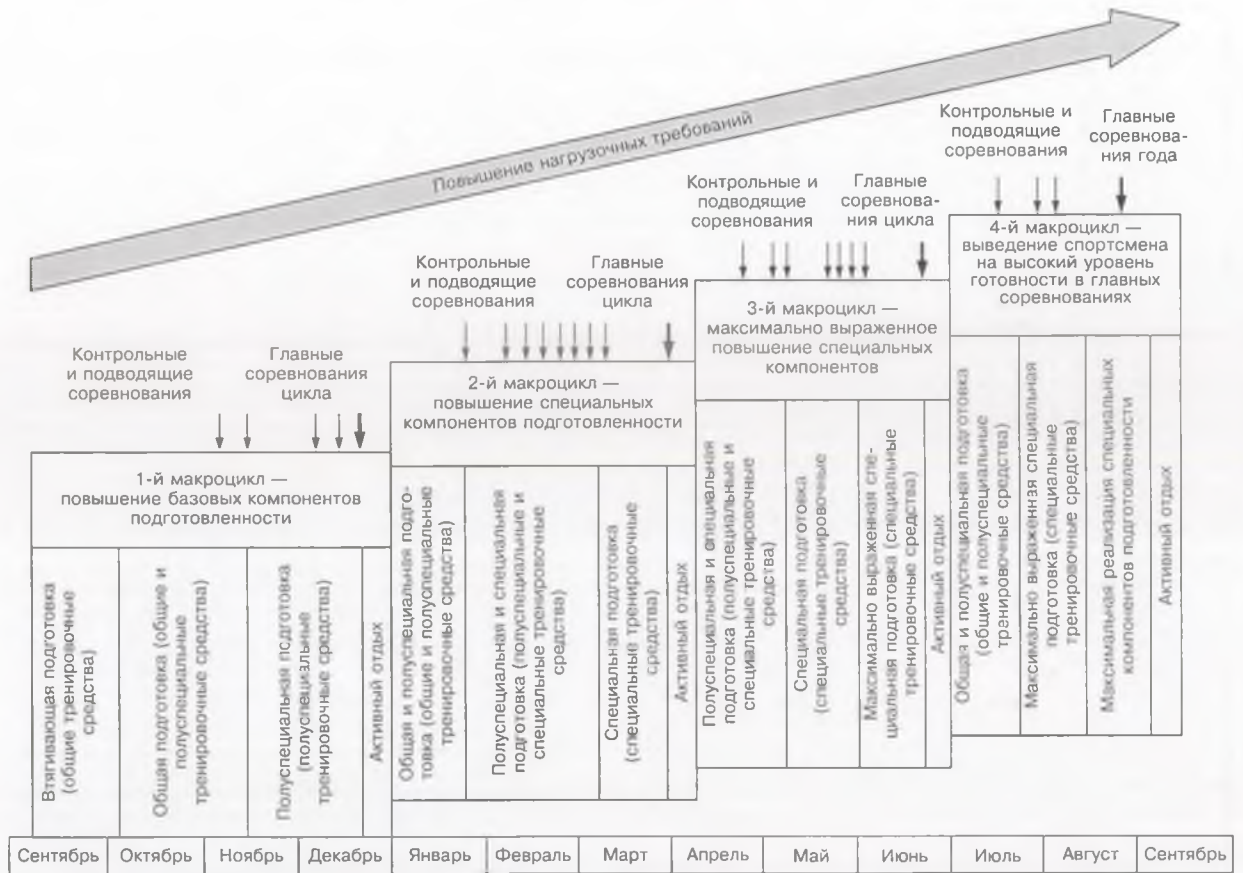 Повышение нагрузочных требований
Контрольные и
подводящие
соревнования
Главные
соревнова-
ния года
Контрольные и
подводящие
соревнования
Главные
соревнова-
ния цикла
4-й макроцикл —
выведение спортсмена
на высокий уровень
готовности в главных
соревнованиях
Контрольные
и подводящие
соревнования
Главные
соревнования
цикла
3-й макроцикл —
максимально выраженное
повышение специальных
компонентов
Контрольные
и подводящие
соревнования
Главные
соревнования
цикла
2-й макроцикл —
повышение специальных
компонентов подготовленности
1-й макроцикл —
повышение базовых компонентов
подготовленности
Втягивающая подготовка
(общие тренировочные
средства)
Общая подготовка (общие и
полуспециальные
тренировочные средства)
Полуспециальная подготовка
(полуспециальные
тренировочные средства)
Активный отдых
Общая и полуспециальная подго-
товка (общие и полуспециальные
тренировочные средства)
Полуспециальная и специальная
подготовка (полуспециальные и
специальные тренировочные
средства)
Специальная подготовка
(специальные тренировочные
средства)
Активный отдых
Полуспециальная и специальная
подготовка (полуспециальные и
специальные тренировочные
средства)
Специальная подготовка
(специальные тренировочные
средства)
Максимально выраженная спе-
циальная подготовка (специальные
тренировочные средства)
Активный отдых
Общая и полуспециальная подготовка
(общие и полуспециальные
тренировочные средства)
Максимально выраженная специальная
подготовка (специальные
тренировочные средства)
Максимальная реализация специальных
компонентов подготовленности
Активный отдых
Сентябрь Октябрь Ноябрь Декабрь Январь Февраль Март Апрель Май Июнь Июль Август Сентябрь